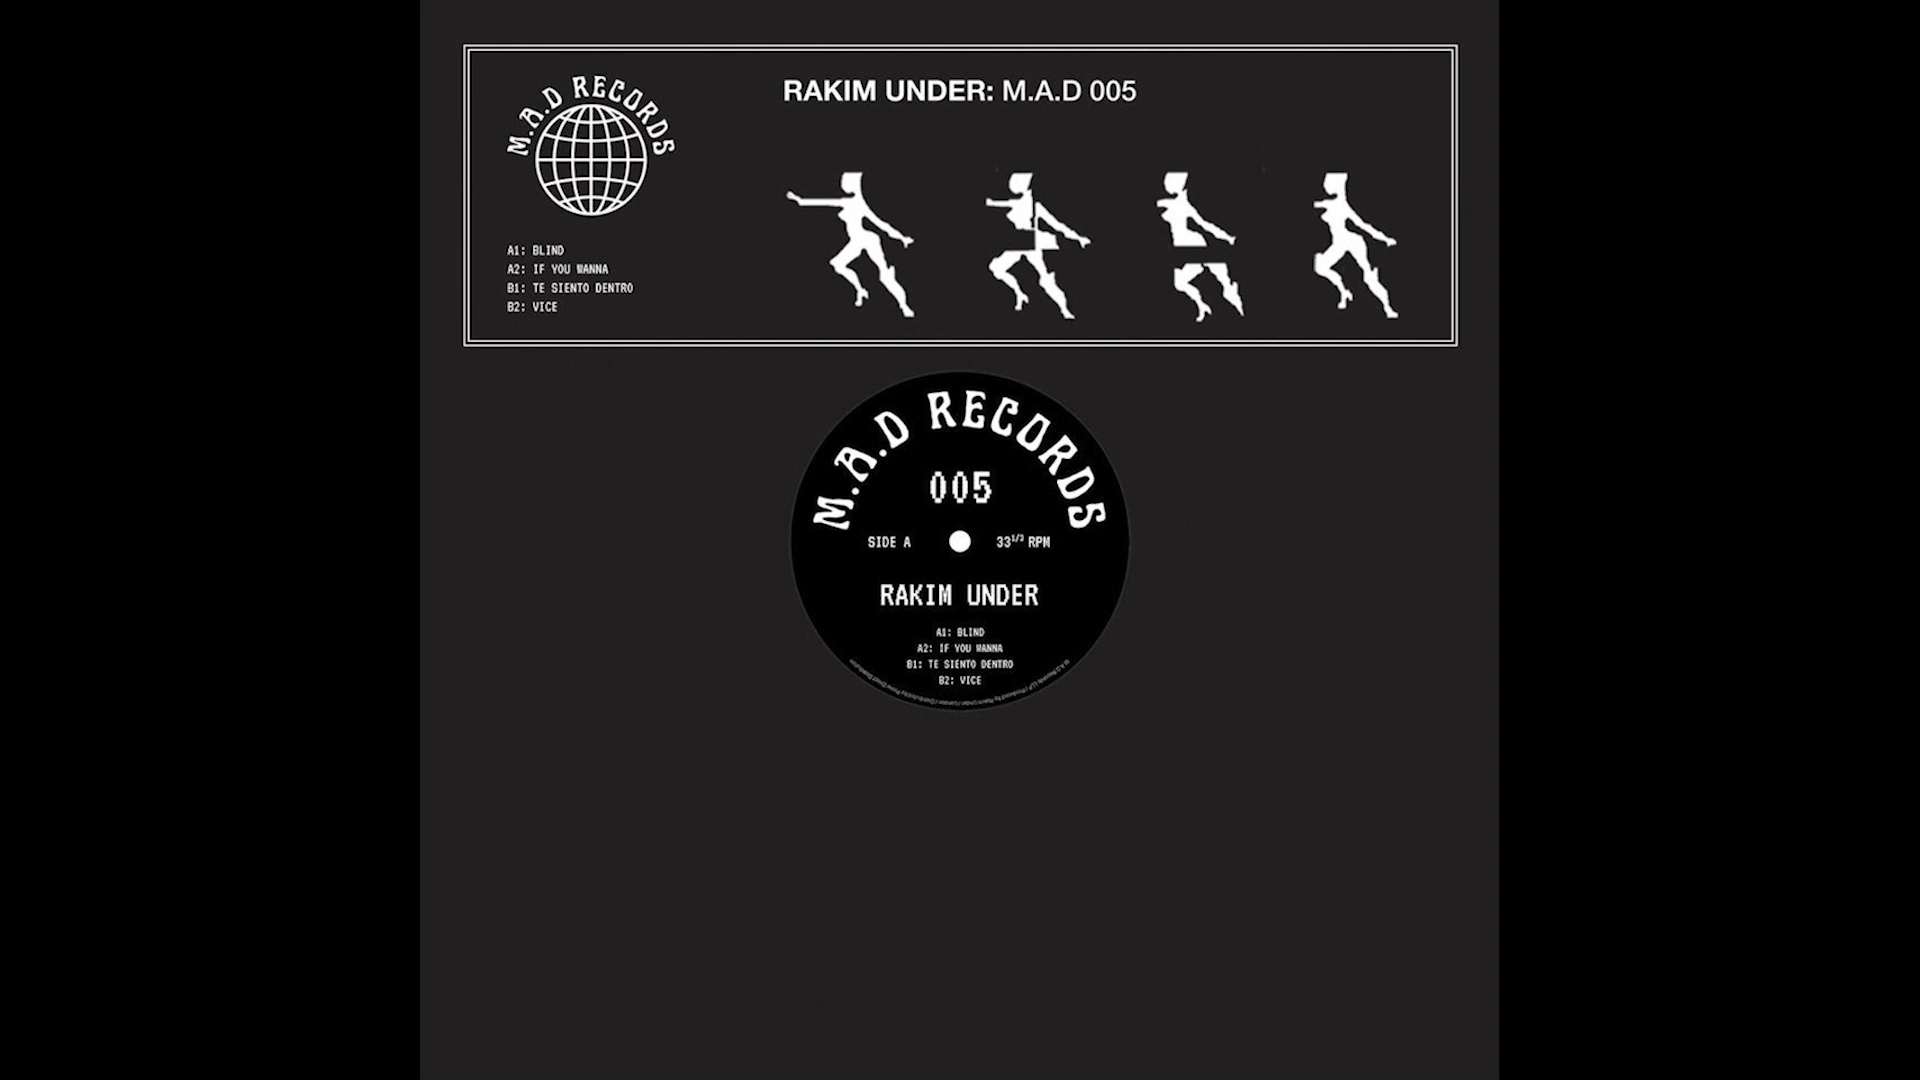 M.A.D RECORDS
RAKIM UNDER: M.A.D 005
A1: BLIND
A2: IF YOU WANNA
B1: TE SIENTO DENTRO
B2: VICE
M.A.D RECORDS
005
SIDE A
33 1/3 RPM
RAKIM UNDER
A1: BLIND
A2: IF YOU WANNA
B1: TE SIENTO DENTRO
B2: VICE